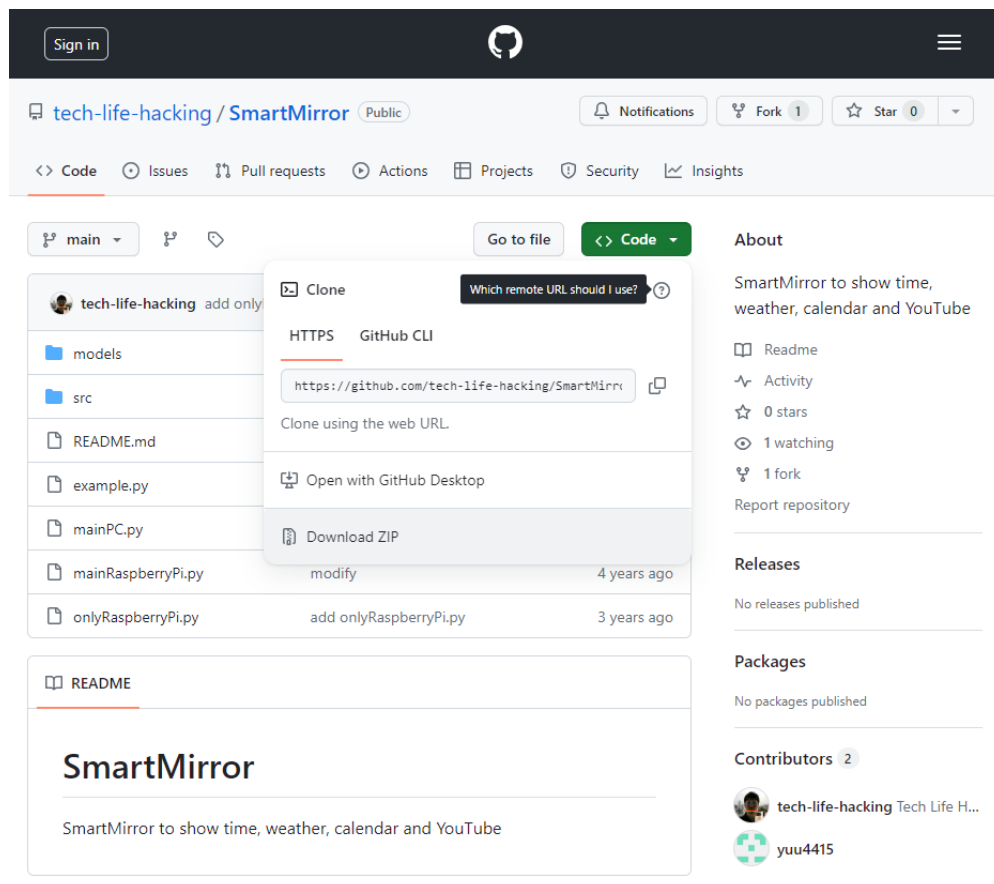 Sign in
tech-life-hacking / SmartMirror Public
Notifications Fork 1 Star 0
Code Issues Pull requests Actions Projects Security Insights
main Go to file Code
tech-life-hacking add only
models
src
README.md
example.py
mainPC.py
mainRaspberryPi.py modify 4 years ago
onlyRaspberryPi.py add onlyRaspberryPi.py 3 years ago
Clone Which remote URL should I use?
HTTPS GitHub CLI
https://github.com/tech-life-hacking/SmartMirr
Clone using the web URL.
Open with GitHub Desktop
Download ZIP
README
SmartMirror
SmartMirror to show time, weather, calendar and YouTube
About
SmartMirror to show time,
weather, calendar and YouTube
Readme
Activity
0 stars
1 watching
1 fork
Report repository
Releases
No releases published
Packages
No packages published
Contributors 2
tech-life-hacking Tech Life H...
yuu4415